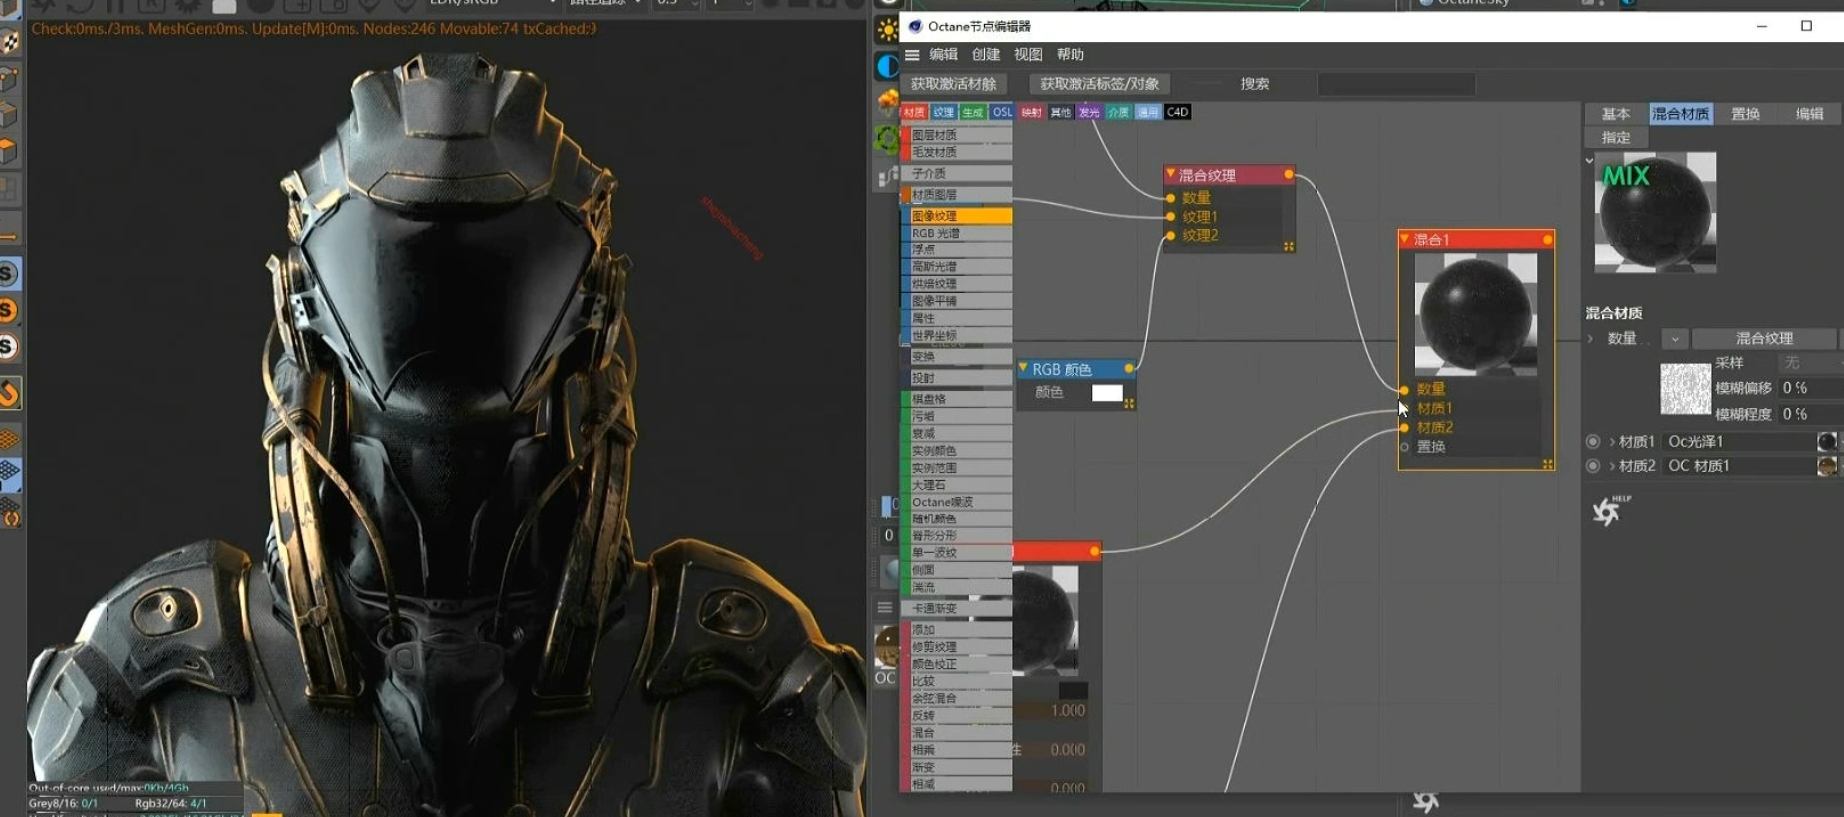 Check:0ms./3ms. MeshGen:0ms. Update[M]:0ms. Nodes:246 Movable:74 txCached:9
shejishiacheng
Out-of-core used/max:0Kb/4Gb
Grey8/16: 0/1 Rgb32/64: 4/1
Octane节点编辑器
编辑 创建 视图 帮助
获取激活材除 获取激活标签/对象 搜索
材质 纹理 生成 OSL 映射 其他 发光 介质 通用 C4D
图层材质
毛发材质
子介质
材质图层
图像纹理
RGB 光谱
浮点
高斯光谱
烘焙纹理
图像平铺
属性
世界坐标
变换
投射
棋盘格
污垢
衰减
实例颜色
实例范围
大理石
Octane噪波
随机颜色
脊形分形
单一波纹
侧面
湍流
卡通渐变
添加
修剪纹理
颜色校正
比较
余弦混合
反转
混合
相乘
渐变
相减
混合纹理
数量
纹理1
纹理2
RGB 颜色
颜色
1.000
0.000
0.000
混合1
数量
材质1
材质2
置换
基本 混合材质 置换 编辑
指定
MIX
混合材质
数量 混合纹理
采样 无
模糊偏移 0 %
模糊程度 0 %
材质1 Oc光泽1
材质2 OC 材质1
HELP
0
OC